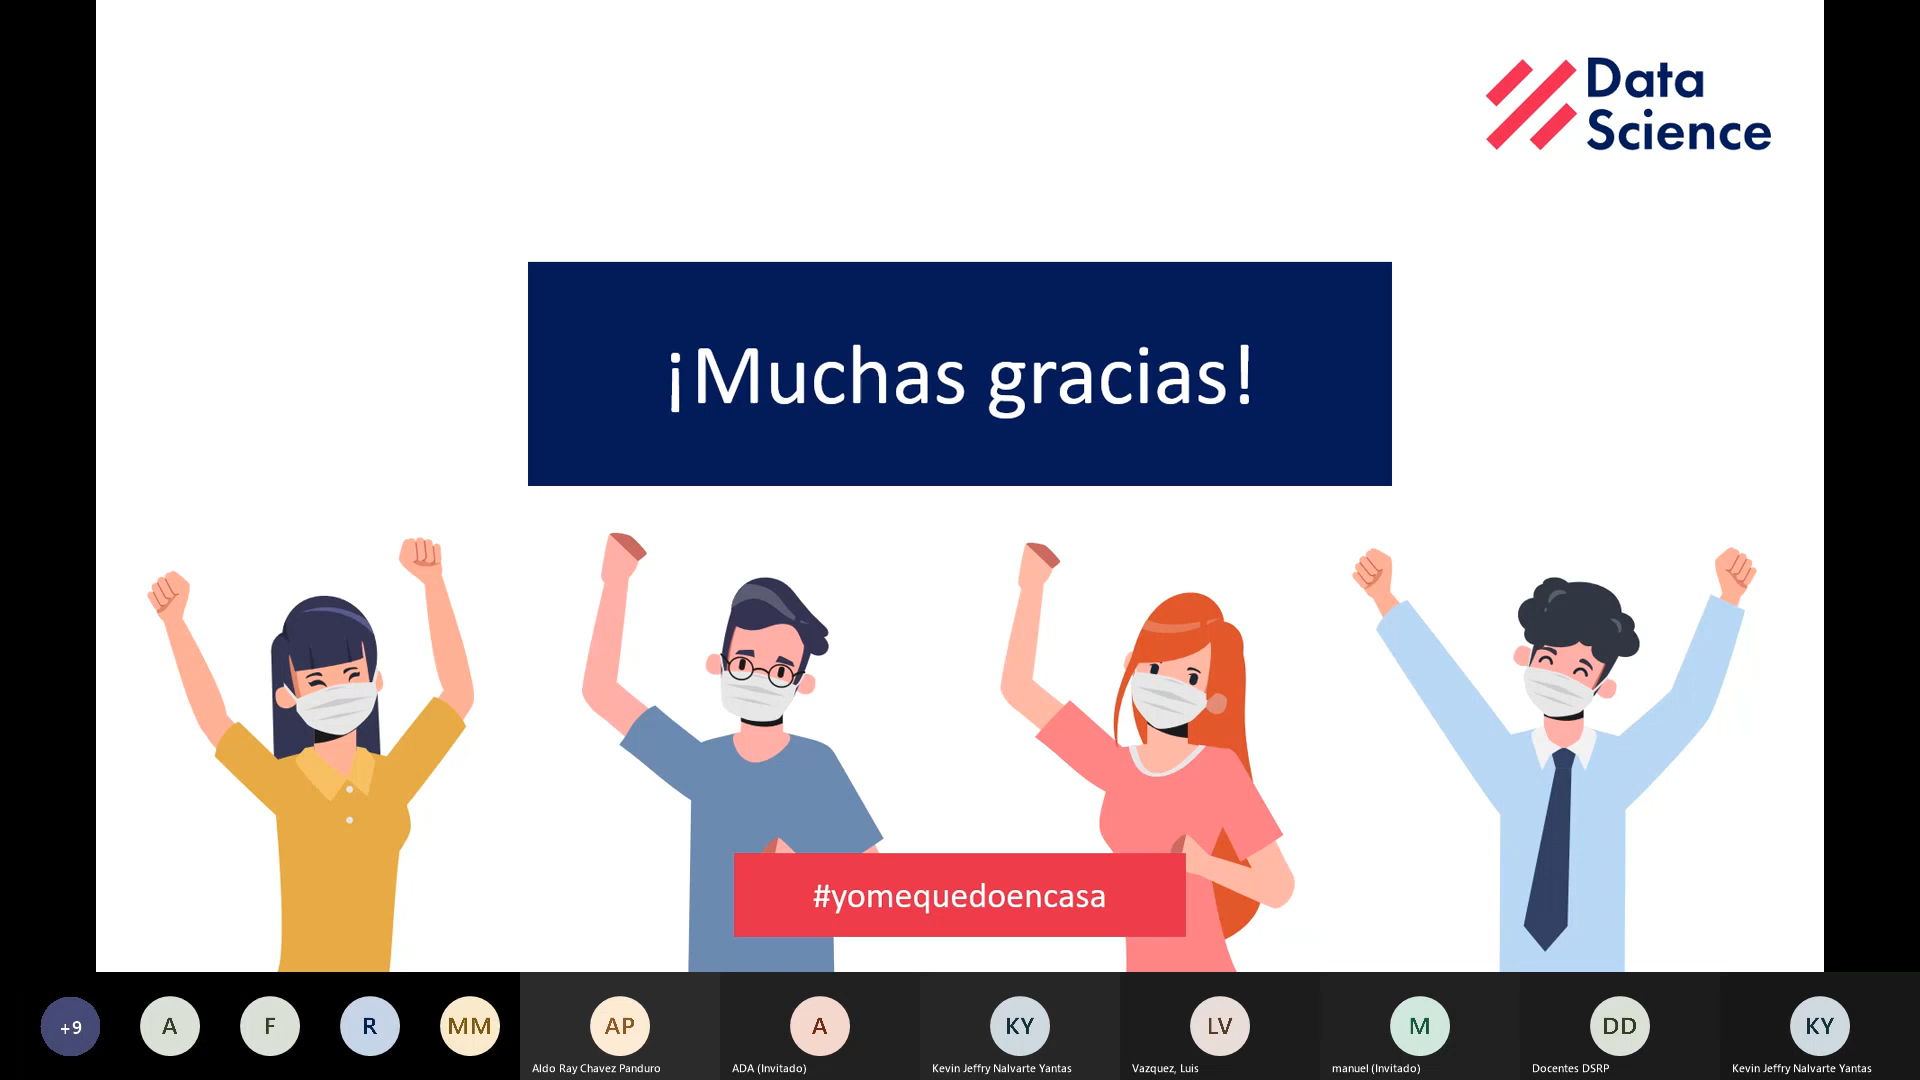 Data
Science
¡Muchas gracias!
#yomequedoencasa
+9
A
F
R
MM
AP
A
KY
LV
M
DD
KY
Aldo Ray Chavez Panduro
ADA (Invitado)
Kevin Jeffry Nalvarte Yantas
Vazquez, Luis
manuel (Invitado)
Docentes DSRP
Kevin Jeffry Nalvarte Yantas